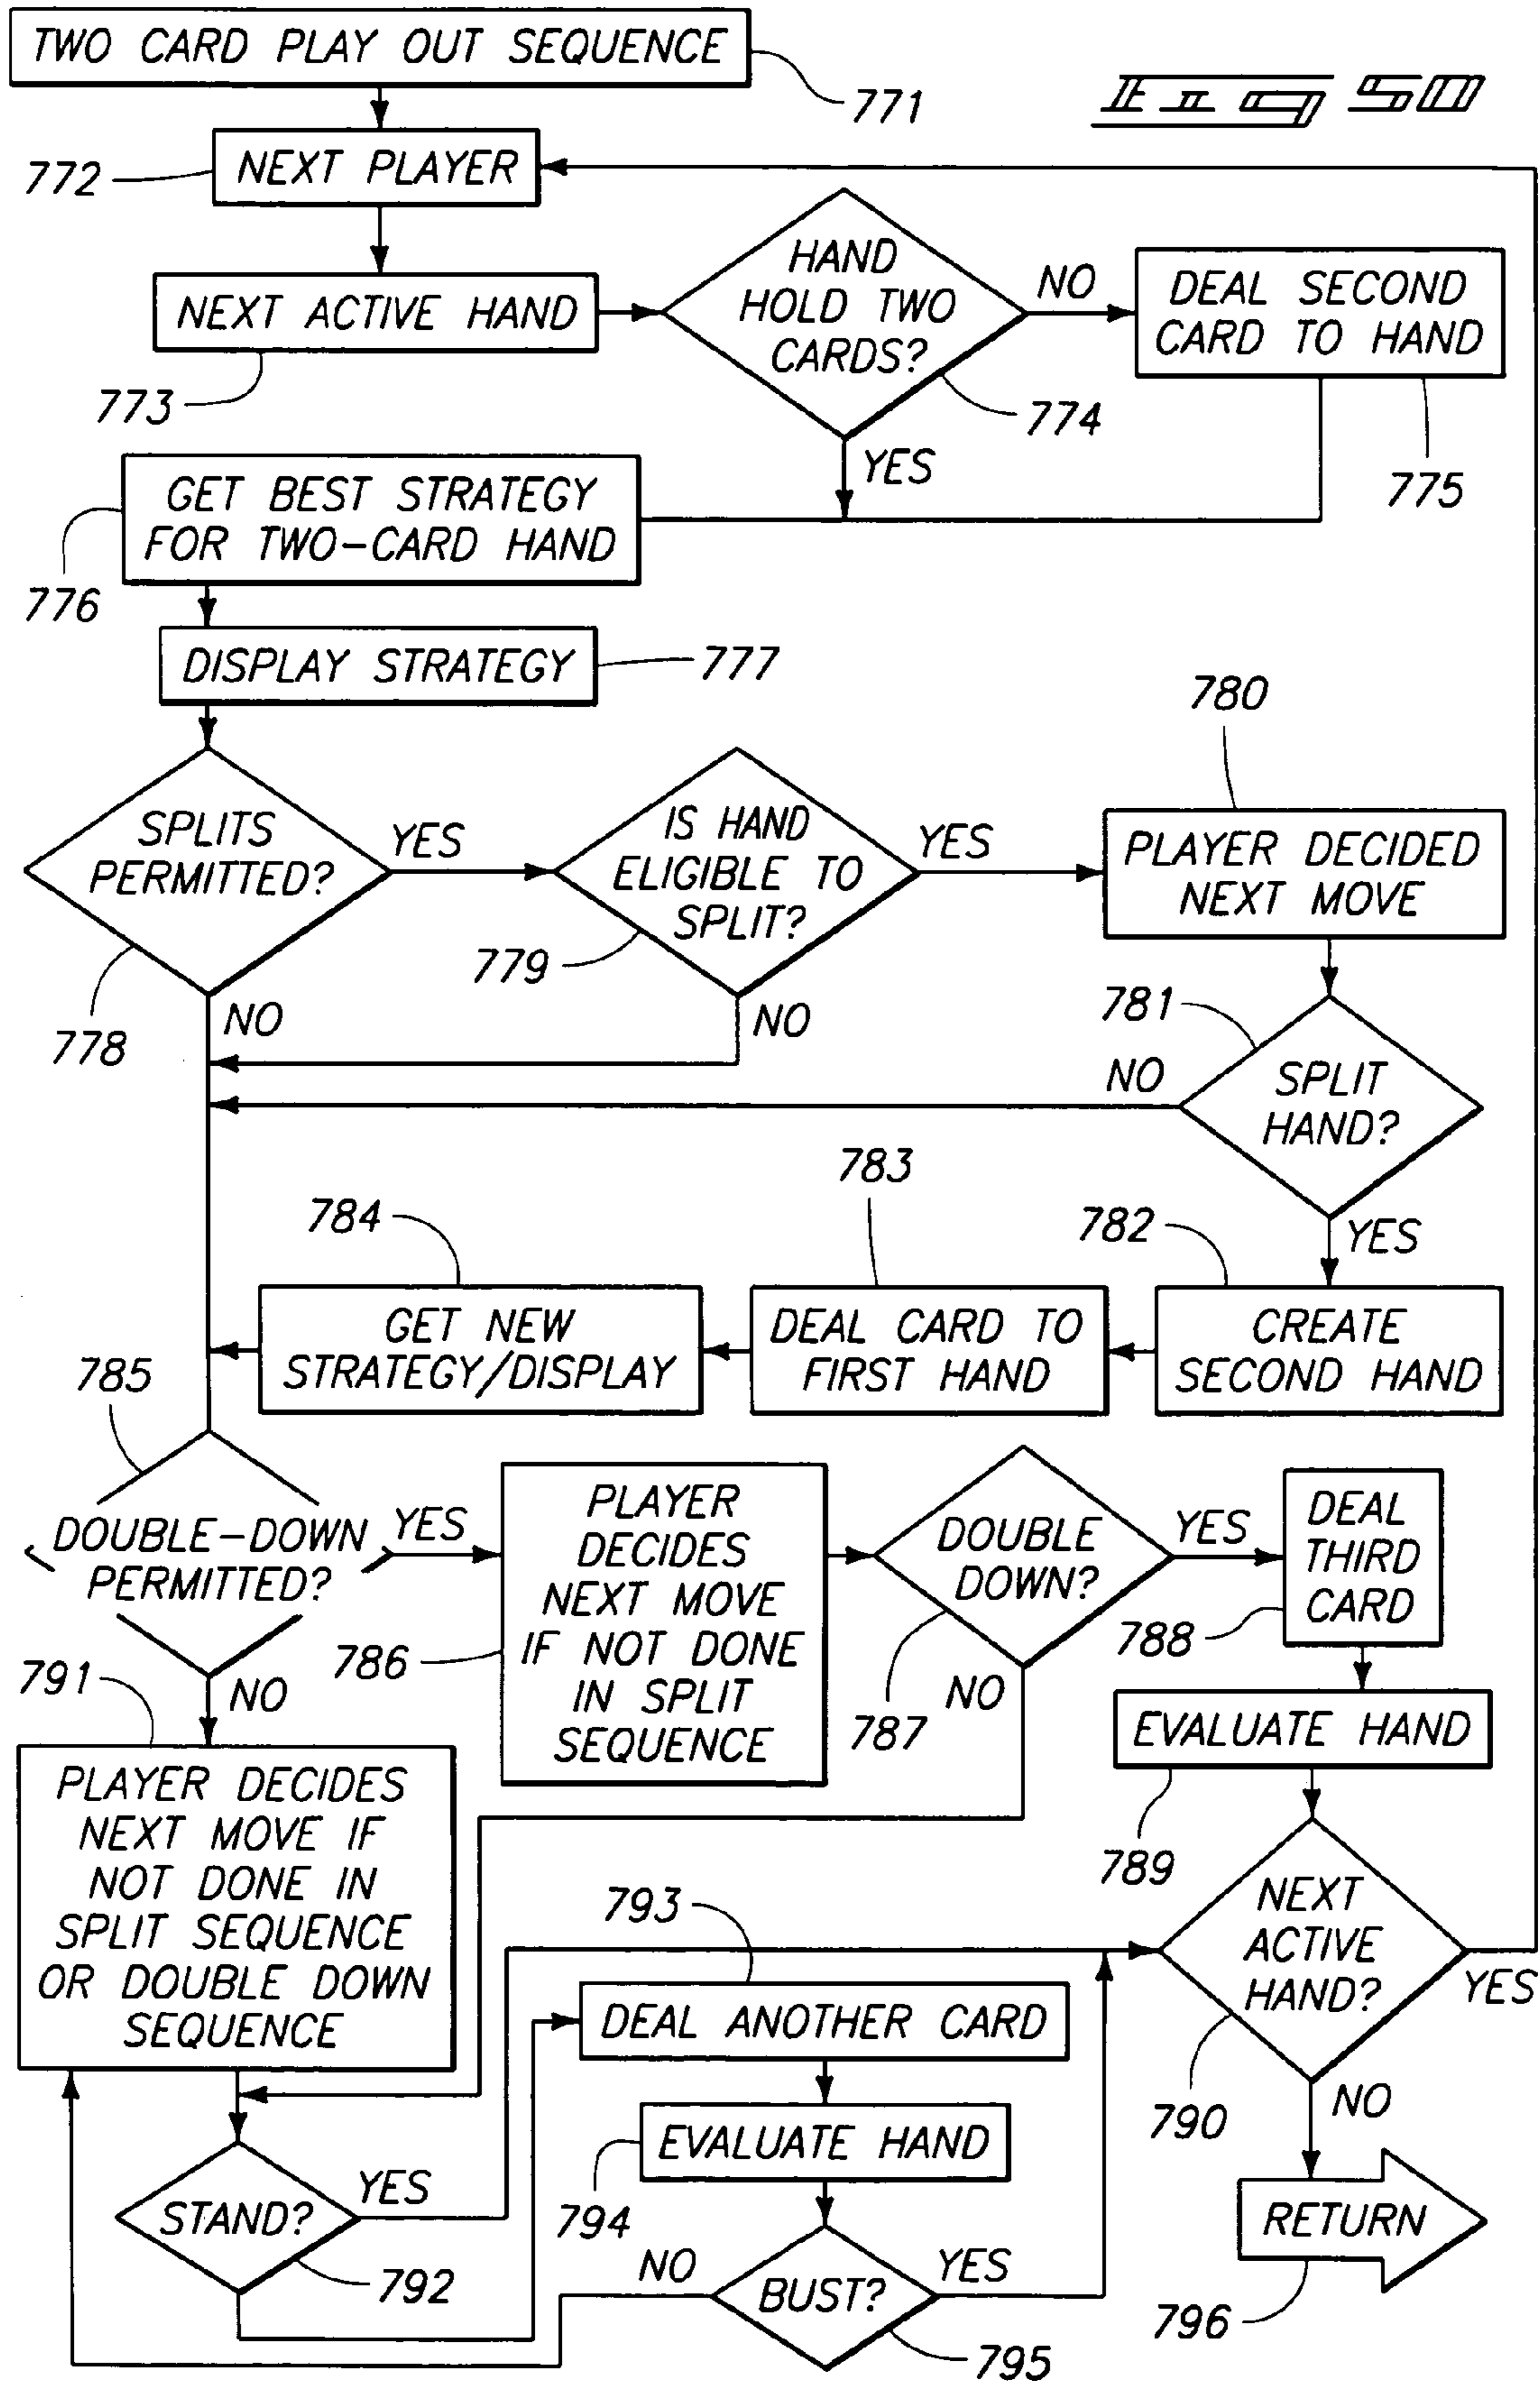 TWO CARD PLAY OUT SEQUENCE
771
Fig 50
772
NEXT PLAYER
NEXT ACTIVE HAND
773
HAND
HOLD TWO
CARDS?
774
NO
YES
DEAL SECOND
CARD TO HAND
775
GET BEST STRATEGY
FOR TWO-CARD HAND
776
DISPLAY STRATEGY
777
SPLITS
PERMITTED?
778
YES
NO
IS HAND
ELIGIBLE TO
SPLIT?
779
YES
NO
780
PLAYER DECIDED
NEXT MOVE
781
SPLIT
HAND?
NO
YES
782
CREATE
SECOND HAND
783
DEAL CARD TO
FIRST HAND
784
GET NEW
STRATEGY/DISPLAY
785
DOUBLE-DOWN
PERMITTED?
YES
NO
PLAYER
DECIDES
NEXT MOVE
IF NOT DONE
IN SPLIT
SEQUENCE
786
DOUBLE
DOWN?
787
YES
NO
DEAL
THIRD
CARD
788
EVALUATE HAND
789
NEXT
ACTIVE
HAND?
790
YES
NO
791
PLAYER DECIDES
NEXT MOVE IF
NOT DONE IN
SPLIT SEQUENCE
OR DOUBLE DOWN
SEQUENCE
STAND?
792
YES
793
DEAL ANOTHER CARD
EVALUATE HAND
794
BUST?
795
NO
YES
RETURN
796